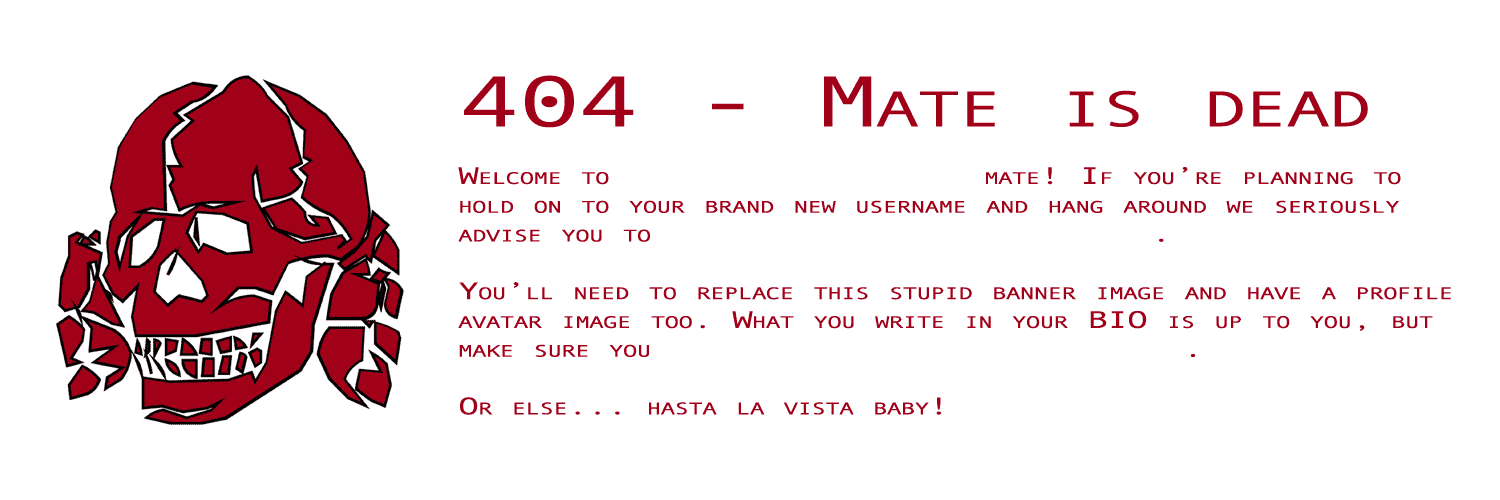 404 - Mate is dead
Welcome to mate! If you're planning to
hold on to your brand new username and hang around we seriously
advise you to .
You'll need to replace this stupid banner image and have a profile
avatar image too. What you write in your BIO is up to you, but
make sure you .
Or else... hasta la vista baby!